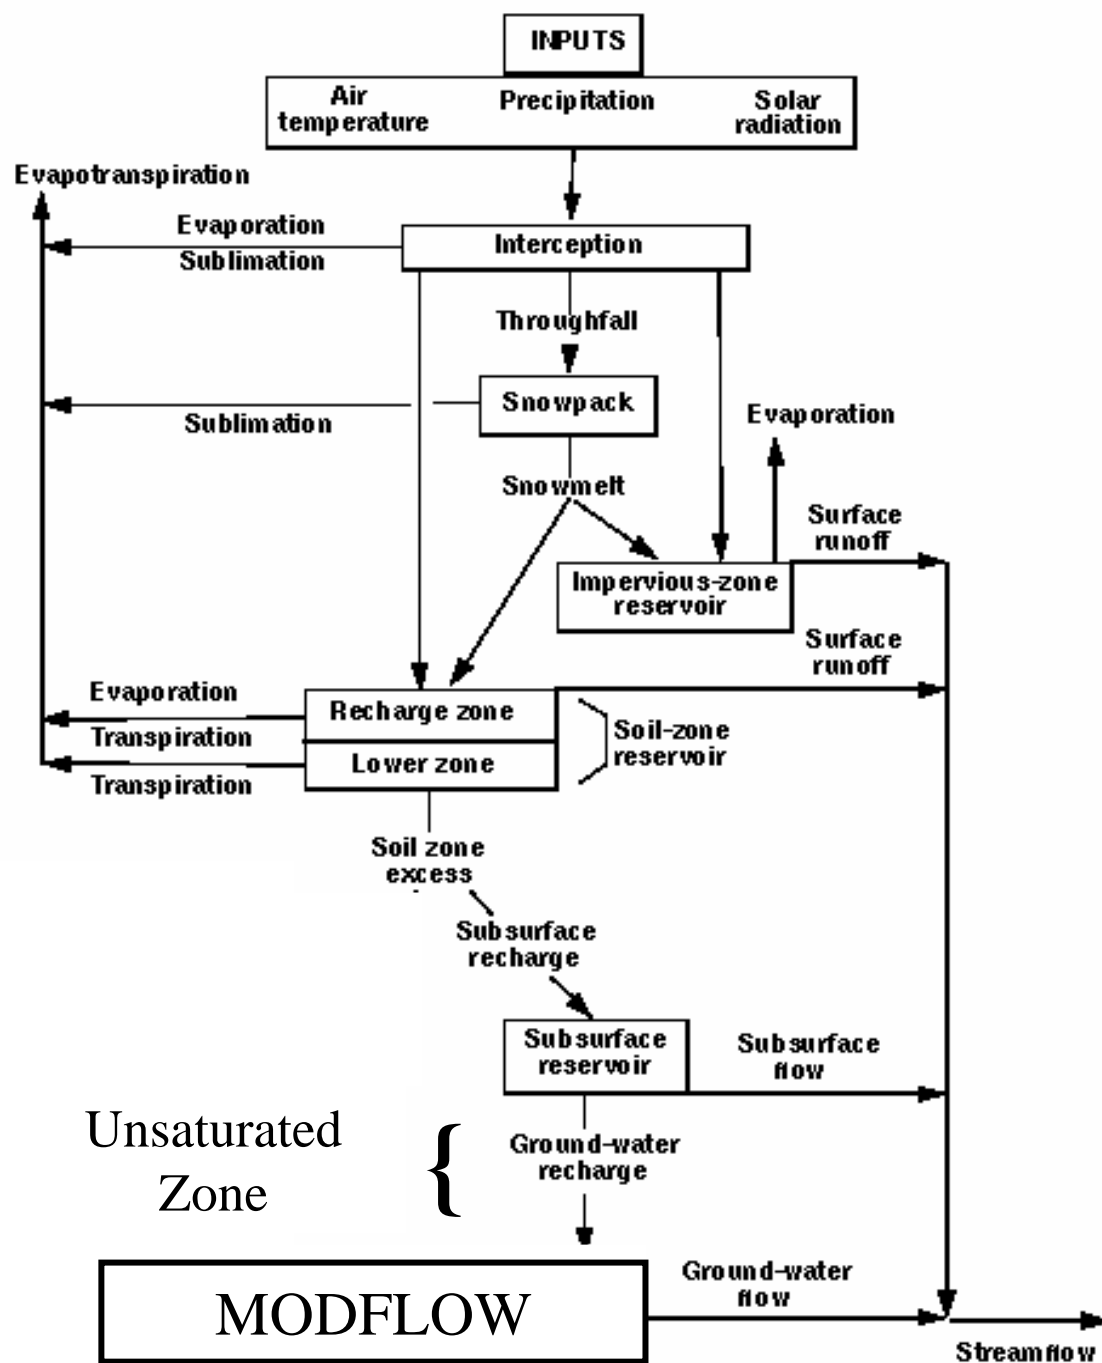 INPUTS
Air
temperature
Precipitation
Solar
radiation
Evapotranspiration
Evaporation
Sublimation
Interception
Throughfall
Snowpack
Sublimation
Evaporation
Snowmelt
Surface
runoff
Impervious-zone
reservoir
Surface
runoff
Evaporation
Transpiration
Recharge zone
Soil-zone
reservoir
Lower zone
Transpiration
Soil zone
excess
Subsurface
recharge
Subsurface
reservoir
Subsurface
flow
Unsaturated
Zone
{
Ground-water
recharge
MODFLOW
Ground-water
flow
Streamflow